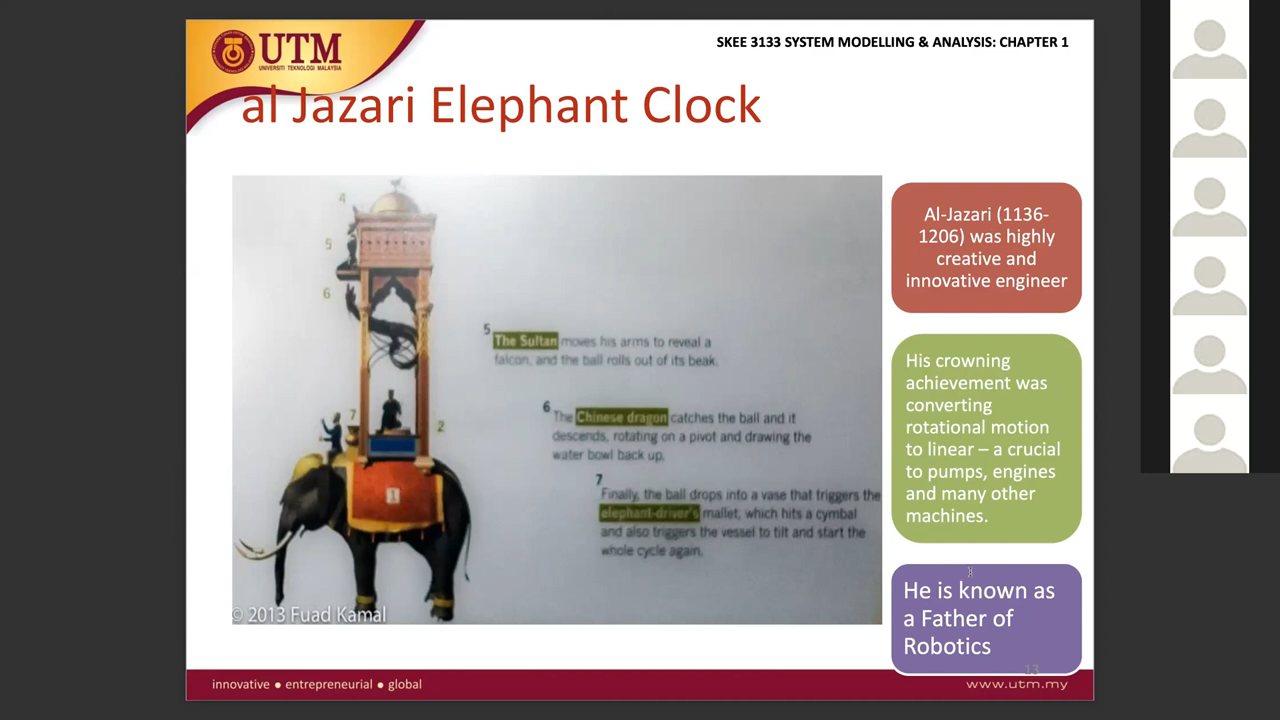 UTM
UNIVERSITI TEKNOLOGI MALAYSIA
SKEE 3133 SYSTEM MODELLING & ANALYSIS: CHAPTER 1
al Jazari Elephant Clock
4
5
6
7
2
1
5
The Sultan moves his arms to reveal a
falcon, and the ball rolls out of its beak.
6
The Chinese dragon catches the ball and it
descends, rotating on a pivot and drawing the
water bowl back up.
7
Finally, the ball drops into a vase that triggers the
elephant-driver's mallet, which hits a cymbal
and also triggers the vessel to tilt and start the
whole cycle again.
© 2013 Fuad Kamal
Al-Jazari (1136-
1206) was highly
creative and
innovative engineer
His crowning
achievement was
converting
rotational motion
to linear – a crucial
to pumps, engines
and many other
machines.
He is known as
a Father of
Robotics
13
innovative ● entrepreneurial ● global
www.utm.my